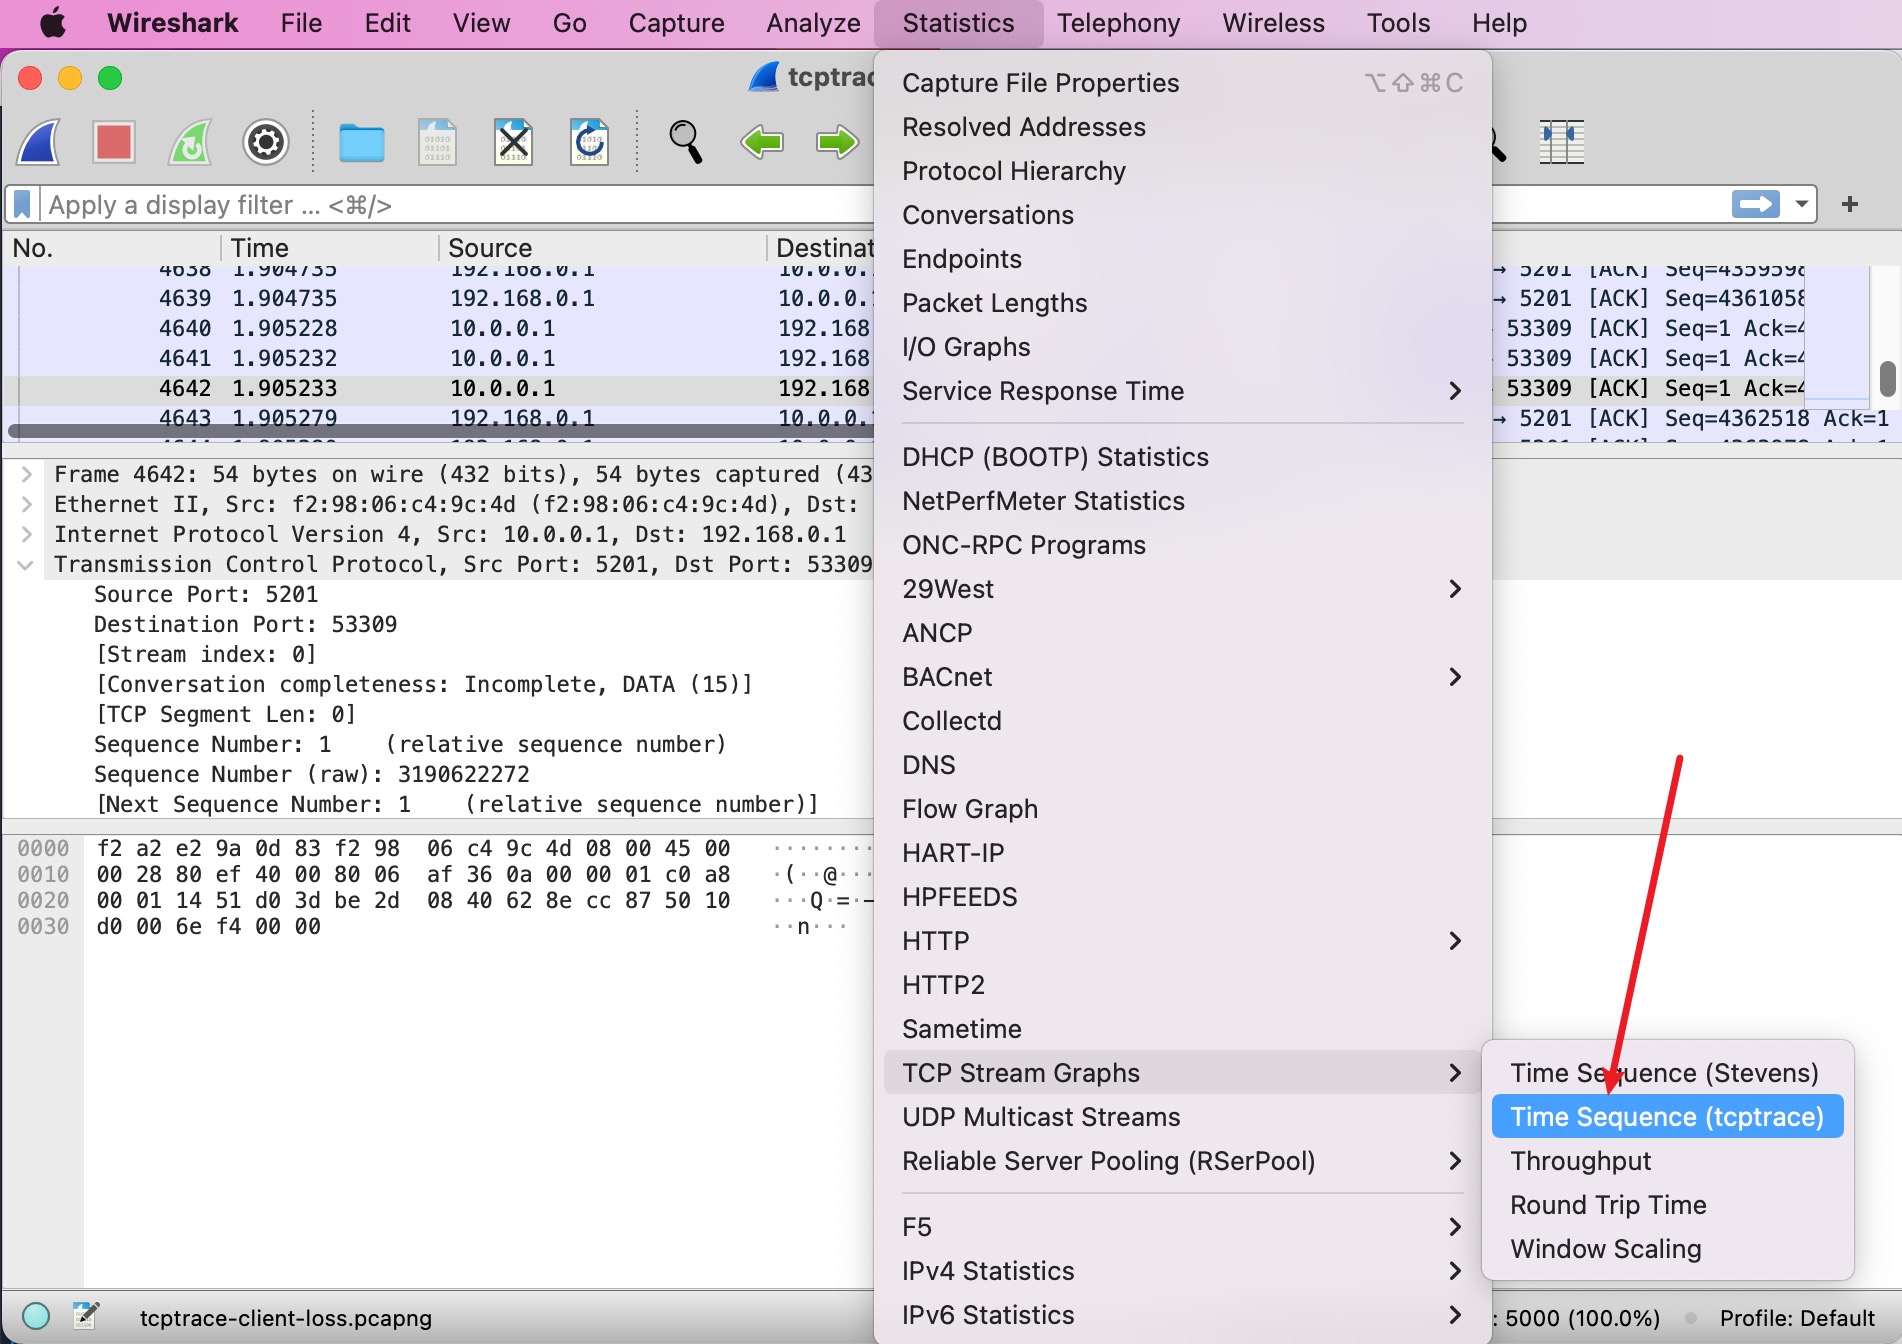 Wireshark File Edit View Go Capture Analyze Statistics Telephony Wireless Tools Help
tcptrac
Apply a display filter ... <⌘/>
+
No. Time Source Destinat
4638 1.904735 192.168.0.1 10.0.0. → 5201 [ACK] Seq=4359598
4639 1.904735 192.168.0.1 10.0.0. → 5201 [ACK] Seq=4361058
4640 1.905228 10.0.0.1 192.168 53309 [ACK] Seq=1 Ack=4
4641 1.905232 10.0.0.1 192.168 53309 [ACK] Seq=1 Ack=4
4642 1.905233 10.0.0.1 192.168 53309 [ACK] Seq=1 Ack=4
4643 1.905279 192.168.0.1 10.0.0. → 5201 [ACK] Seq=4362518 Ack=1
Frame 4642: 54 bytes on wire (432 bits), 54 bytes captured (43
Ethernet II, Src: f2:98:06:c4:9c:4d (f2:98:06:c4:9c:4d), Dst:
Internet Protocol Version 4, Src: 10.0.0.1, Dst: 192.168.0.1
Transmission Control Protocol, Src Port: 5201, Dst Port: 53309
Source Port: 5201
Destination Port: 53309
[Stream index: 0]
[Conversation completeness: Incomplete, DATA (15)]
[TCP Segment Len: 0]
Sequence Number: 1 (relative sequence number)
Sequence Number (raw): 3190622272
[Next Sequence Number: 1 (relative sequence number)]
0000 f2 a2 e2 9a 0d 83 f2 98 06 c4 9c 4d 08 00 45 00 ········
0010 00 28 80 ef 40 00 80 06 af 36 0a 00 00 01 c0 a8 ·(··@···
0020 00 01 14 51 d0 3d be 2d 08 40 62 8e cc 87 50 10 ···Q·=·-
0030 d0 00 6e f4 00 00 ··n···
Capture File Properties ⌥⇧⌘C
Resolved Addresses
Protocol Hierarchy
Conversations
Endpoints
Packet Lengths
I/O Graphs
Service Response Time
DHCP (BOOTP) Statistics
NetPerfMeter Statistics
ONC-RPC Programs
29West
ANCP
BACnet
Collectd
DNS
Flow Graph
HART-IP
HPFEEDS
HTTP
HTTP2
Sametime
TCP Stream Graphs
UDP Multicast Streams
Reliable Server Pooling (RSerPool)
F5
IPv4 Statistics
IPv6 Statistics
Time Sequence (Stevens)
Time Sequence (tcptrace)
Throughput
Round Trip Time
Window Scaling
tcptrace-client-loss.pcapng : 5000 (100.0%) Profile: Default